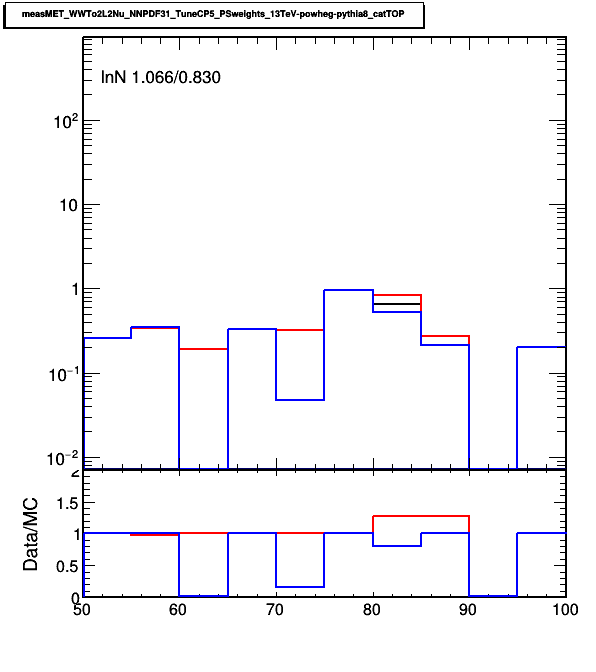 measMET_WWTo2L2Nu_NNPDF31_TuneCP5_PSweights_13TeV-powheg-pythia8_catTOP
lnN 1.066/0.830
10²
10
1
10⁻¹
10⁻²
2
1.5
1
0.5
0
Data/MC
50 60 70 80 90 100